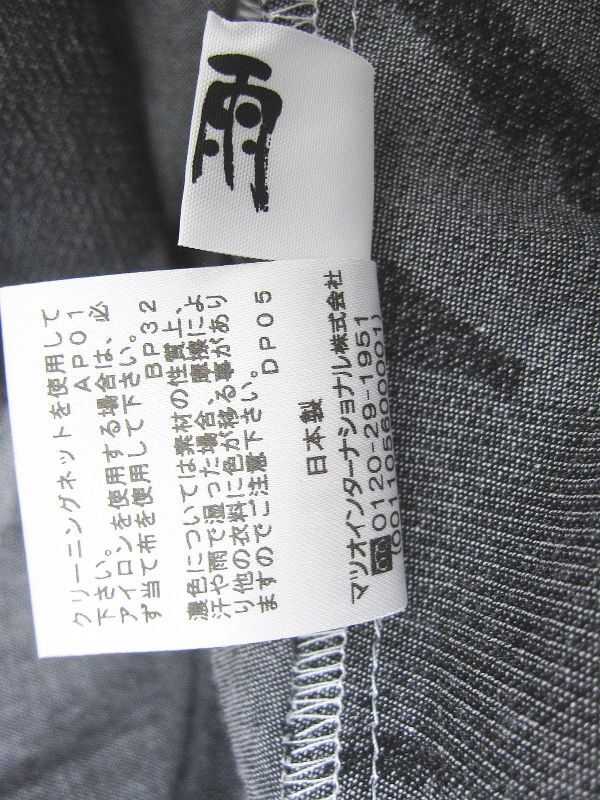 雨
クリーニングネットを使用して
下さい。 AP01
アイロンを使用する場合は、必
ず当て布を使用して下さい。
BP32
濃色については素材の性質上、
汗や雨で湿った場合、摩擦によ
り他の衣料に色が移る事があり
ますのでご注意下さい。
DP05
日本製
マリオインターナショナル株式会社
0120-29-1951
(0011056-0001)